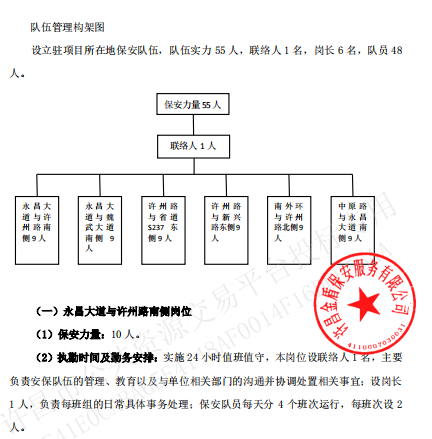 队伍管理构架图
设立驻项目所在地保安队伍，队伍实力 55 人，联络人 1 名，岗长 6 名，队员 48
人。
保安力量 55 人
联络人 1 人
永昌大
道与许
州路南
侧 9 人
永昌大
道与魏
武大道
南侧 9
人
许州路
与省道
S237 东
侧 9 人
许州路
与新兴
路东侧 9
人
南外环
与许州
路北侧 9
人
中原路
与永昌
大道南
侧 9 人
（一）永昌大道与许州路南侧岗位
（1）保安力量：10 人。
（2）执勤时间及勤务安排：实施 24 小时值班值守，本岗位设联络人 1 名，主要
负责安保队伍的管理、教育以及与单位相关部门的沟通并协调处置相关事宜；设岗长
1 人，负责每班组的日常具体事务处理；保安队员每天分 4 个班次运行，每班次设 2
人。
许昌金盾保安服务有限公司